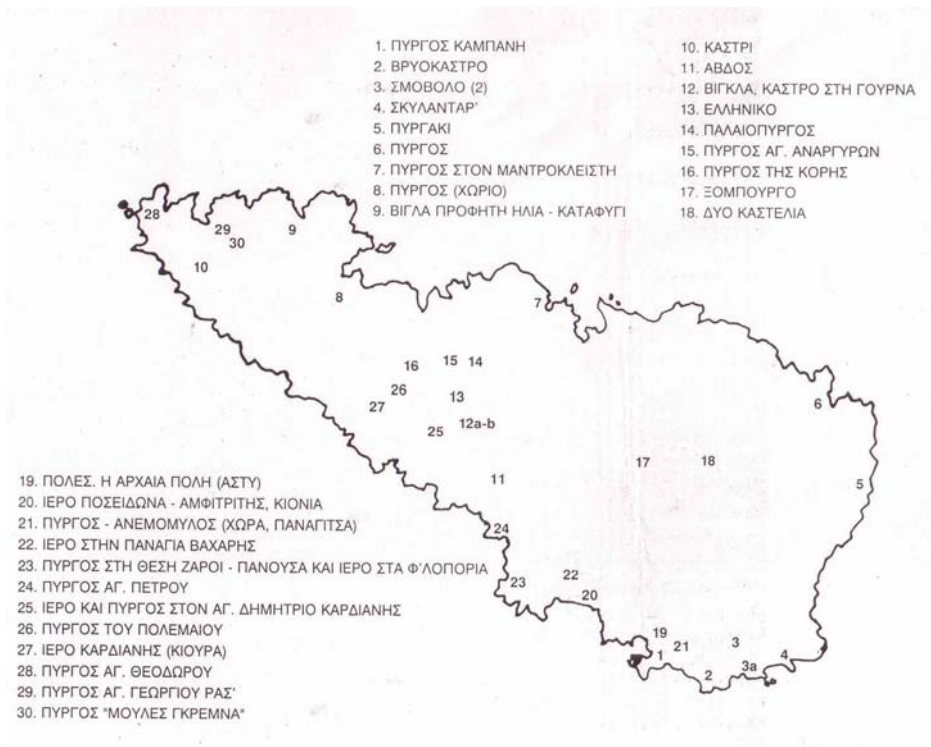 1. ΠΥΡΓΟΣ ΚΑΜΠΑΝΗ
2. ΒΡΥΟΚΑΣΤΡΟ
3. ΣΜΟΒΟΛΟ (2)
4. ΣΚΥΛΑΝΤΑΡ'
5. ΠΥΡΓΑΚΙ
6. ΠΥΡΓΟΣ
7. ΠΥΡΓΟΣ ΣΤΟΝ ΜΑΝΤΡΟΚΛΕΙΣΤΗ
8. ΠΥΡΓΟΣ (ΧΩΡΙΟ)
9. ΒΙΓΛΑ ΠΡΟΦΗΤΗ ΗΛΙΑ - ΚΑΤΑΦΥΓΙ
10. ΚΑΣΤΡΙ
11. ΑΒΔΟΣ
12. ΒΙΓΚΛΑ, ΚΑΣΤΡΟ ΣΤΗ ΓΟΥΡΝΑ
13. ΕΛΛΗΝΙΚΟ
14. ΠΑΛΑΙΟΠΥΡΓΟΣ
15. ΠΥΡΓΟΣ ΑΓ. ΑΝΑΡΓΥΡΩΝ
16. ΠΥΡΓΟΣ ΤΗΣ ΚΟΡΗΣ
17. ΞΟΜΠΟΥΡΓΟ
18. ΔΥΟ ΚΑΣΤΕΛΙΑ
28
29
30
9
10
8
7
16
15
14
26
13
27
25
12a-b
6
17
18
11
5
24
23
22
20
19
21
3
1
2
3a
4
19. ΠΟΛΕΣ. Η ΑΡΧΑΙΑ ΠΟΛΗ (ΑΣΤΥ)
20. ΙΕΡΟ ΠΟΣΕΙΔΩΝΑ - ΑΜΦΙΤΡΙΤΗΣ, ΚΙΟΝΙΑ
21. ΠΥΡΓΟΣ - ΑΝΕΜΟΜΥΛΟΣ (ΧΩΡΑ, ΠΑΝΑΓΙΤΣΑ)
22. ΙΕΡΟ ΣΤΗΝ ΠΑΝΑΓΙΑ ΒΑΧΑΡΗΣ
23. ΠΥΡΓΟΣ ΣΤΗ ΘΕΣΗ ΖΑΡΟΙ - ΠΑΝΟΥΣΑ ΚΑΙ ΙΕΡΟ ΣΤΑ Φ'ΛΟΠΟΡΙΑ
24. ΠΥΡΓΟΣ ΑΓ. ΠΕΤΡΟΥ
25. ΙΕΡΟ ΚΑΙ ΠΥΡΓΟΣ ΣΤΟΝ ΑΓ. ΔΗΜΗΤΡΙΟ ΚΑΡΔΙΑΝΗΣ
26. ΠΥΡΓΟΣ ΤΟΥ ΠΟΛΕΜΑΙΟΥ
27. ΙΕΡΟ ΚΑΡΔΙΑΝΗΣ (ΚΙΟΥΡΑ)
28. ΠΥΡΓΟΣ ΑΓ. ΘΕΟΔΩΡΟΥ
29. ΠΥΡΓΟΣ ΑΓ. ΓΕΩΡΓΙΟΥ ΡΑΣ'
30. ΠΥΡΓΟΣ "ΜΟΥΛΕΣ ΓΚΡΕΜΝΑ"